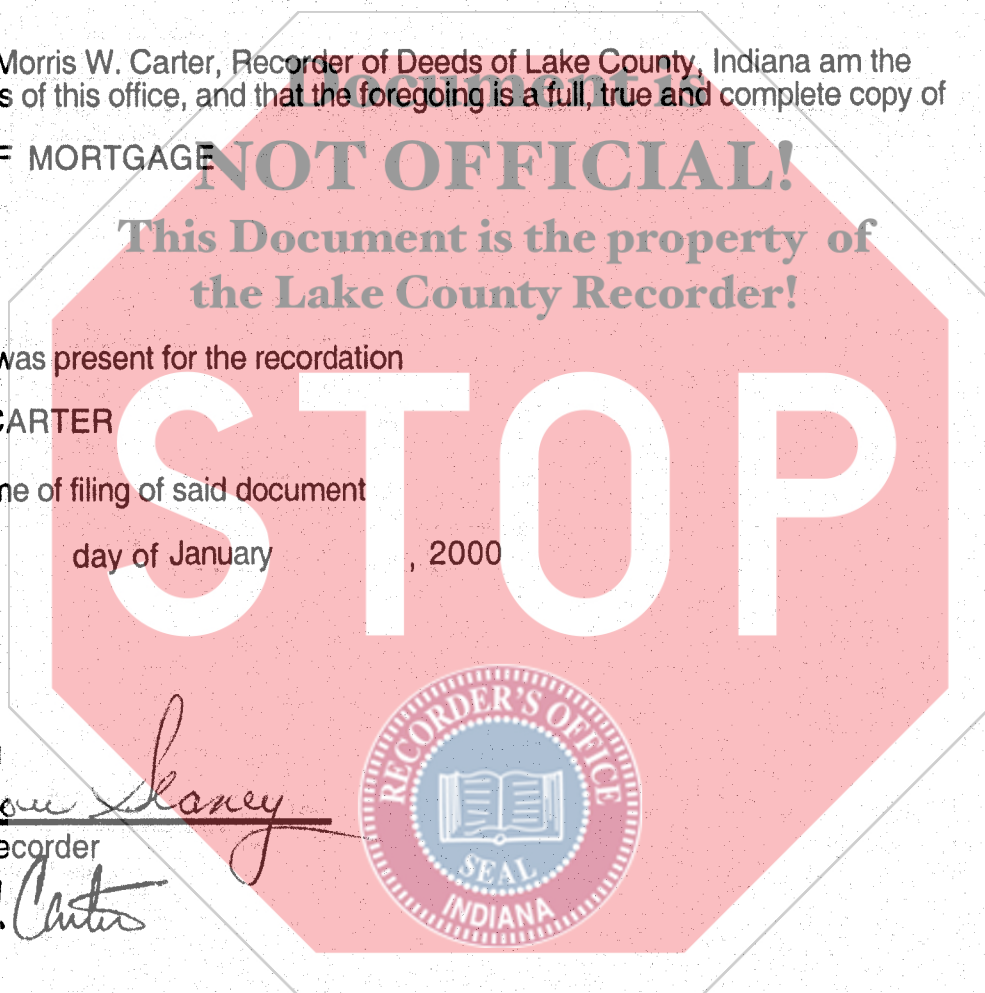 Morris W. Carter, Recorder of Deeds of Lake County, Indiana am the
s of this office, and that the foregoing is a full, true and complete copy of
Document is
F MORTGAGE
NOT OFFICIAL!
This Document is the property of
the Lake County Recorder!
was present for the recordation
CARTER
ne of filing of said document
day of January , 2000
STOP
RECORDER'S OFFICE
SEAL
INDIANA
ou Slaney
ecorder
. Carter